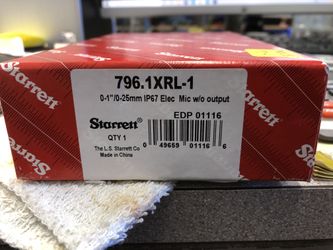 Starrett
Starrett
796.1XRL-1
0-1"/0-25mm IP67 Elec Mic w/o output
EDP 01116
Starrett
QTY 1
The L.S. Starrett Co
Made in China
0 49659 01116 6